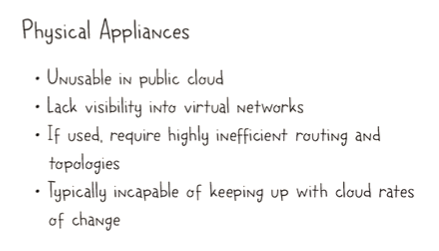 Physical Appliances
• Unusable in public cloud
• Lack visibility into virtual networks
• If used, require highly inefficient routing and
topologies
• Typically incapable of keeping up with cloud rates
of change